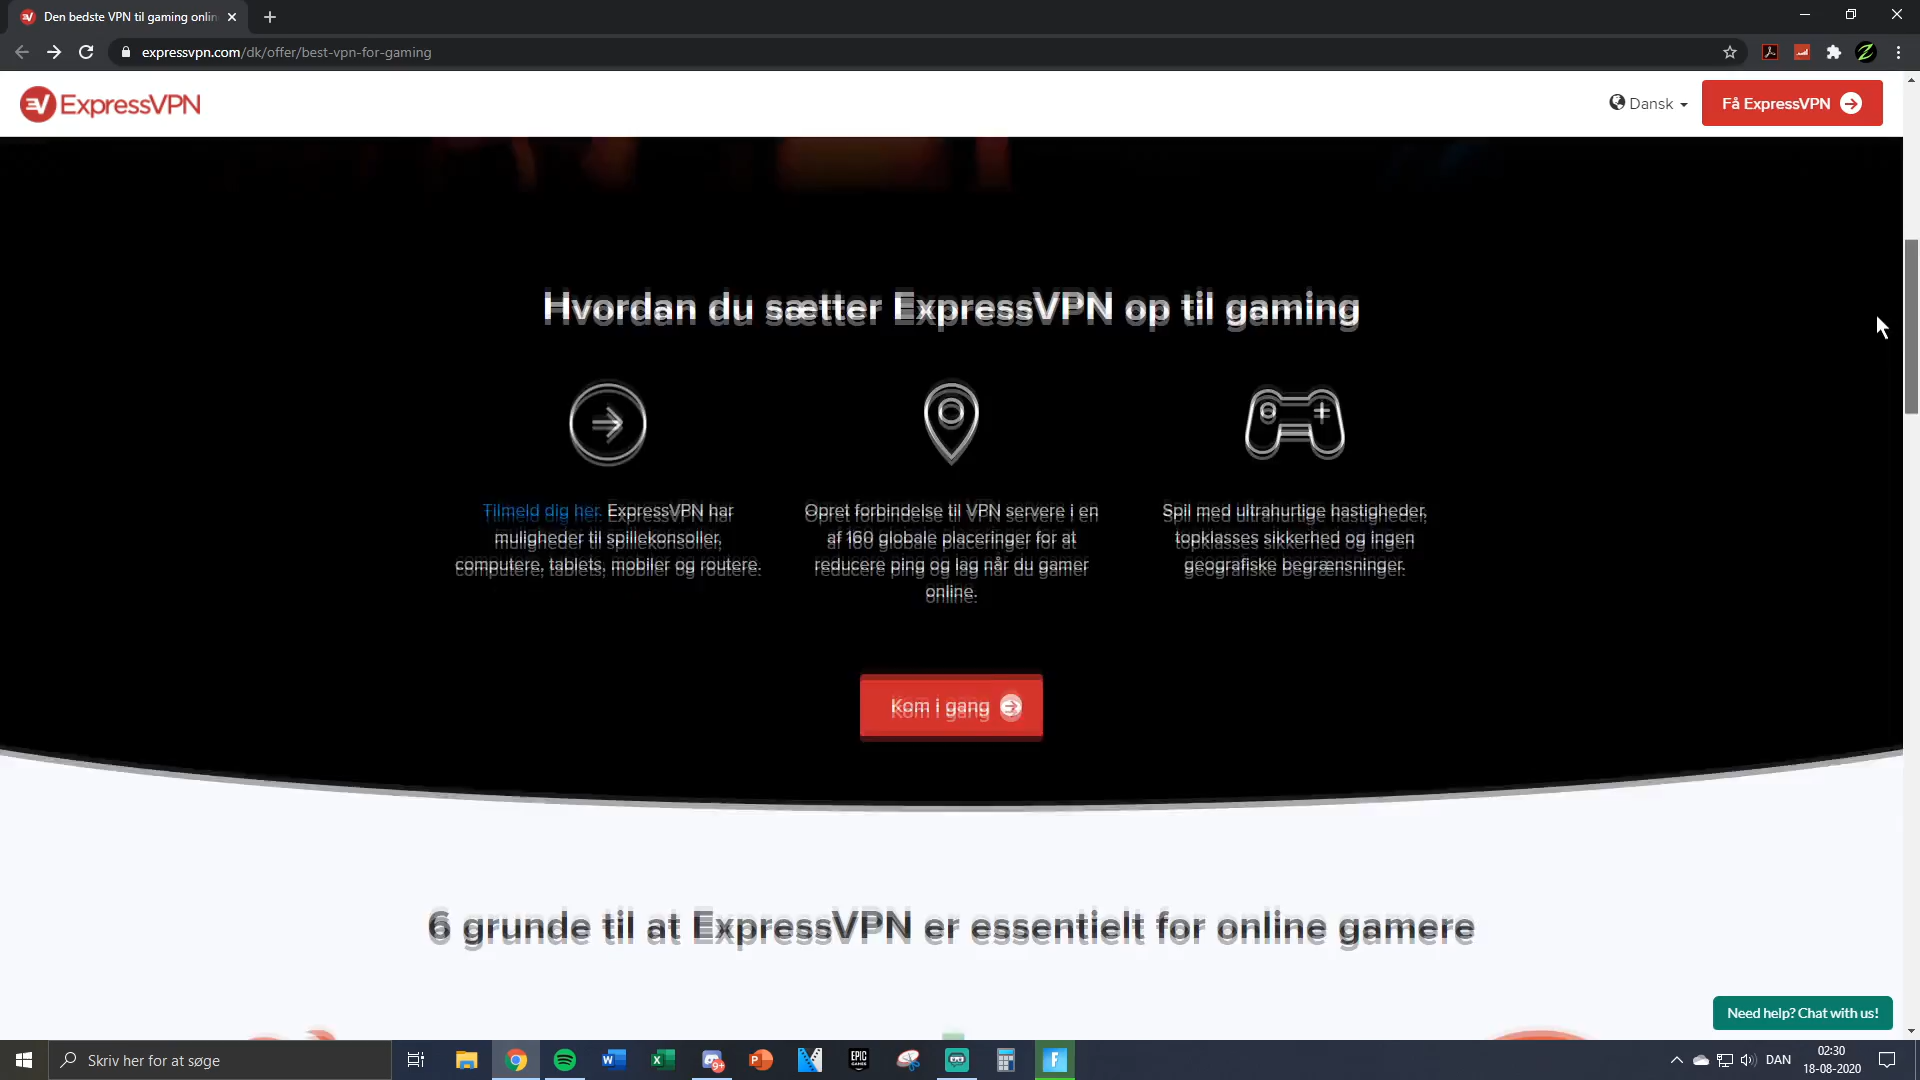 Den bedste VPN til gaming onlin
expressvpn.com/dk/offer/best-vpn-for-gaming
ExpressVPN
Dansk
Få ExpressVPN
Hvordan du sætter ExpressVPN op til gaming
Tilmeld dig her. ExpressVPN har
muligheder til spillekonsoller,
computere, tablets, mobiler og routere.
Opret forbindelse til VPN servere i en
af 160 globale placeringer for at
reducere ping og lag når du gamer
online.
Spil med ultrahurtige hastigheder,
topklasses sikkerhed og ingen
geografiske begrænsninger.
Kom i gang
6 grunde til at ExpressVPN er essentielt for online gamere
Need help? Chat with us!
Skriv her for at søge
EPIC
GAMES
9+
DAN
02:30
18-08-2020